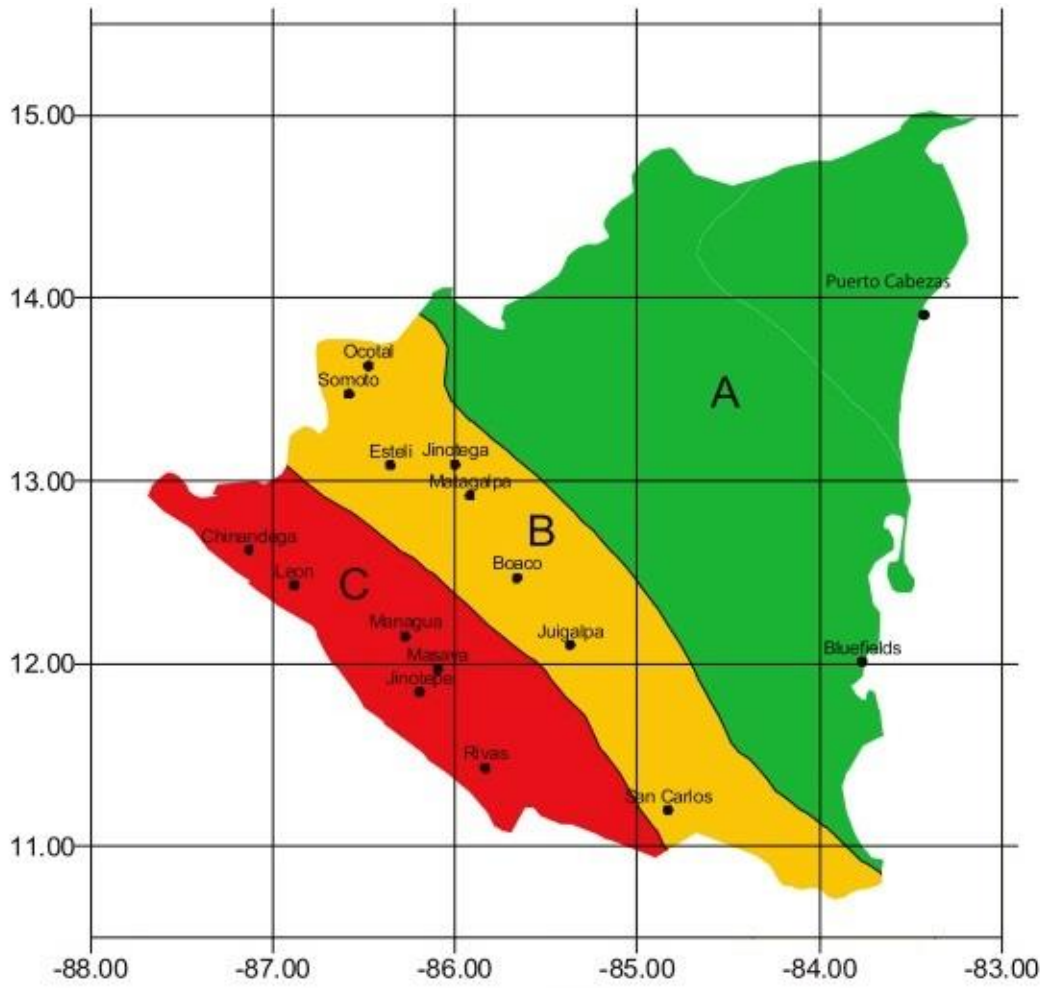 15.00
14.00
13.00
12.00
11.00
Puerto Cabezas
A
Ocotal
Somoto
Esteli
Jinotega
Matagalpa
B
Boaco
Juigalpa
Chinandega
Leon
C
Managua
Masaya
Jinotepe
Bluefields
Rivas
San Carlos
-88.00
-87.00
-86.00
-85.00
-84.00
-83.00